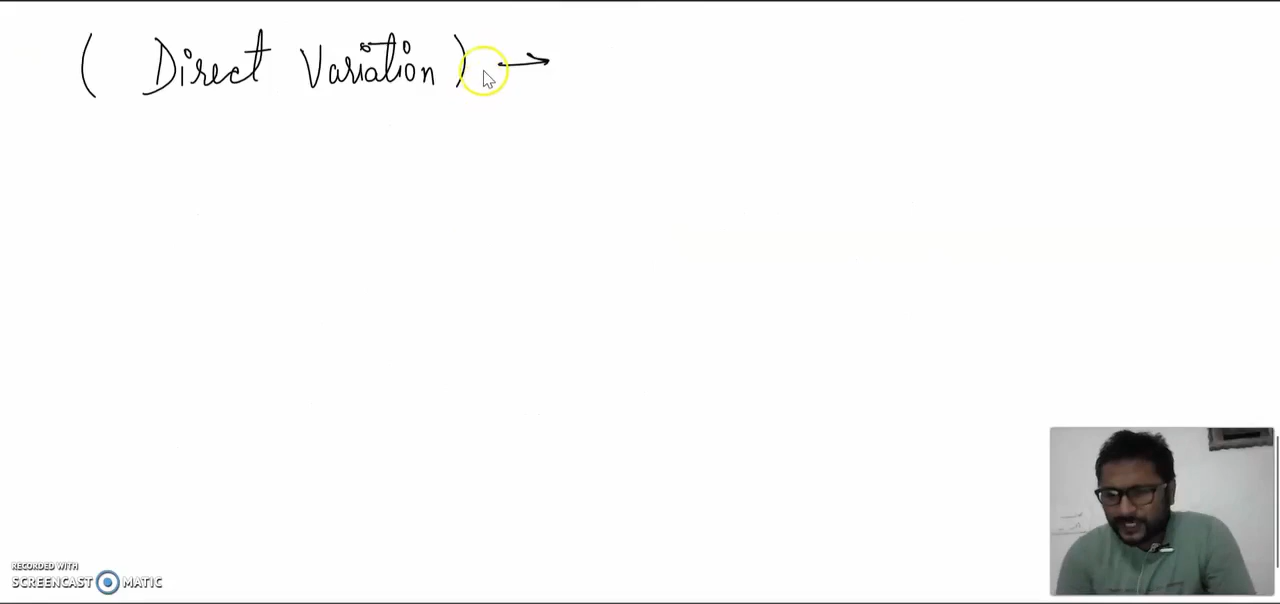 ( Direct Variation ) →
RECORDED WITH
SCREENCAST MATIC